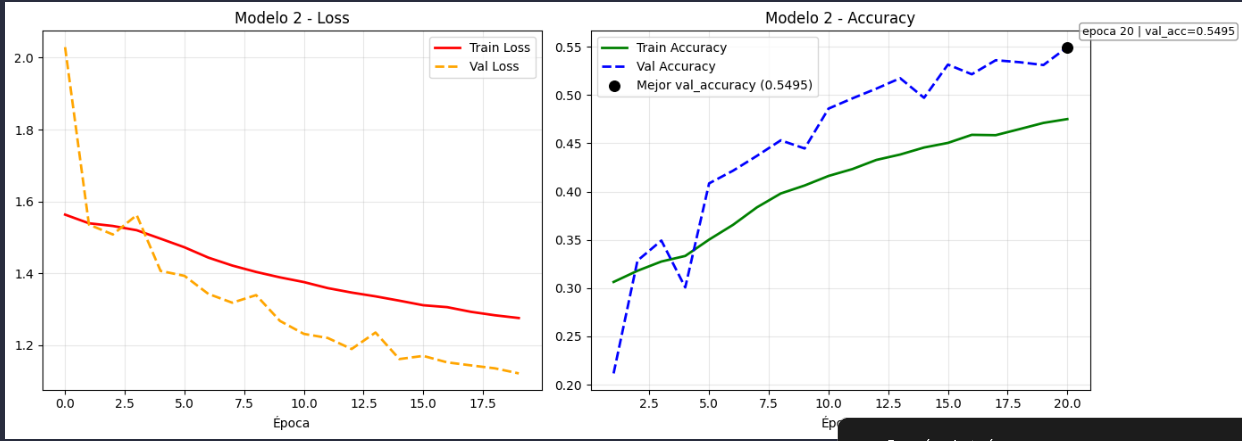 Modelo 2 - Loss
Train Loss
Val Loss
2.0
1.8
1.6
1.4
1.2
0.0 2.5 5.0 7.5 10.0 12.5 15.0 17.5
Época
Modelo 2 - Accuracy
epoca 20 | val_acc=0.5495
Train Accuracy
Val Accuracy
Mejor val_accuracy (0.5495)
0.55
0.50
0.45
0.40
0.35
0.30
0.25
0.20
2.5 5.0 7.5 10.0 12.5 15.0 17.5 20.0